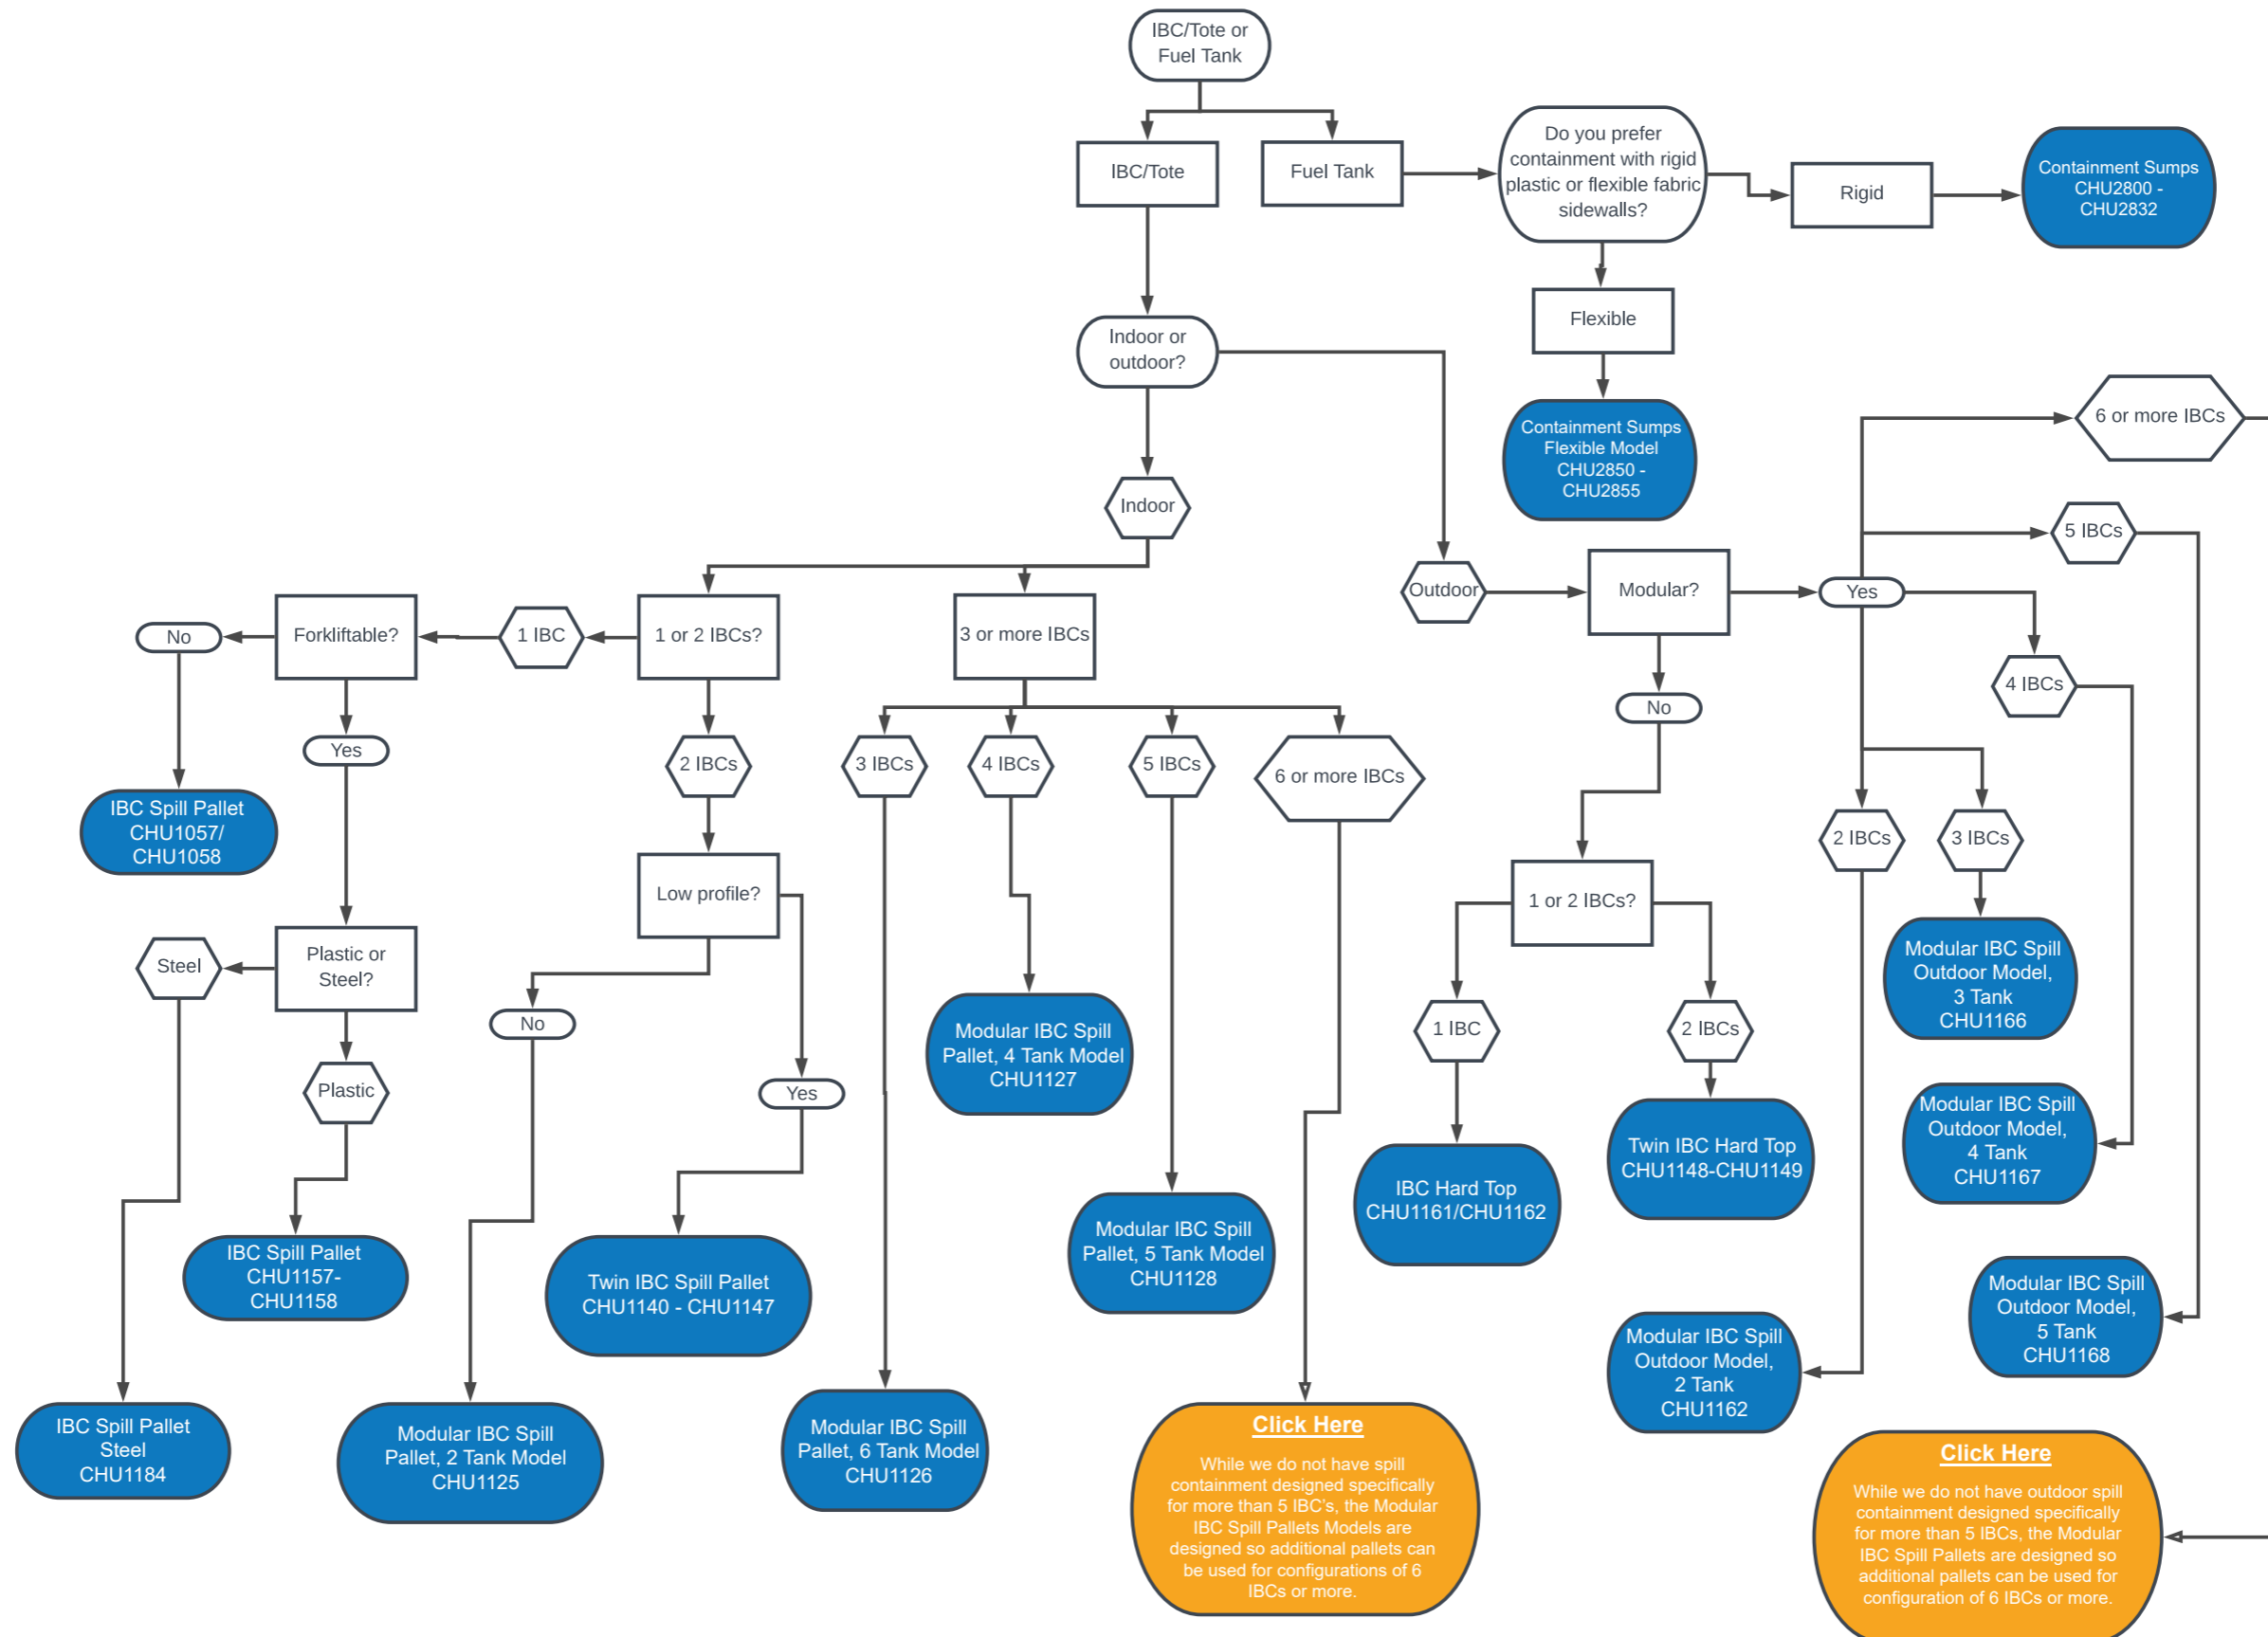 IBC/Tote or
Fuel Tank
IBC/Tote
Fuel Tank
Do you prefer
containment with rigid
plastic or flexible fabric
sidewalls?
Rigid
Containment Sumps
CHU2800 -
CHU2832
Flexible
Containment Sumps
Flexible Model
CHU2850 -
CHU2855
Indoor or
outdoor?
Indoor
Outdoor
Modular?
Yes
6 or more IBCs
5 IBCs
4 IBCs
2 IBCs
3 IBCs
No
1 or 2 IBCs?
1 IBC
2 IBCs
No
Forkliftable?
1 IBC
1 or 2 IBCs?
3 or more IBCs
Yes
2 IBCs
3 IBCs
4 IBCs
5 IBCs
6 or more IBCs
IBC Spill Pallet
CHU1057/
CHU1058
Low profile?
Steel
Plastic or
Steel?
No
Yes
Plastic
Modular IBC Spill
Pallet, 4 Tank Model
CHU1127
Modular IBC Spill
Outdoor Model,
3 Tank
CHU1166
Modular IBC Spill
Outdoor Model,
4 Tank
CHU1167
IBC Hard Top
CHU1161/CHU1162
Twin IBC Hard Top
CHU1148-CHU1149
IBC Spill Pallet
CHU1157-
CHU1158
Twin IBC Spill Pallet
CHU1140 - CHU1147
Modular IBC Spill
Pallet, 5 Tank Model
CHU1128
Modular IBC Spill
Outdoor Model,
5 Tank
CHU1168
Modular IBC Spill
Outdoor Model,
2 Tank
CHU1162
IBC Spill Pallet
Steel
CHU1184
Modular IBC Spill
Pallet, 2 Tank Model
CHU1125
Modular IBC Spill
Pallet, 6 Tank Model
CHU1126
Click Here
While we do not have spill
containment designed specifically
for more than 5 IBC's, the Modular
IBC Spill Pallets Models are
designed so additional pallets can
be used for configurations of 6
IBCs or more.
Click Here
While we do not have outdoor spill
containment designed specifically
for more than 5 IBCs, the Modular
IBC Spill Pallets are designed so
additional pallets can be used for
configuration of 6 IBCs or more.